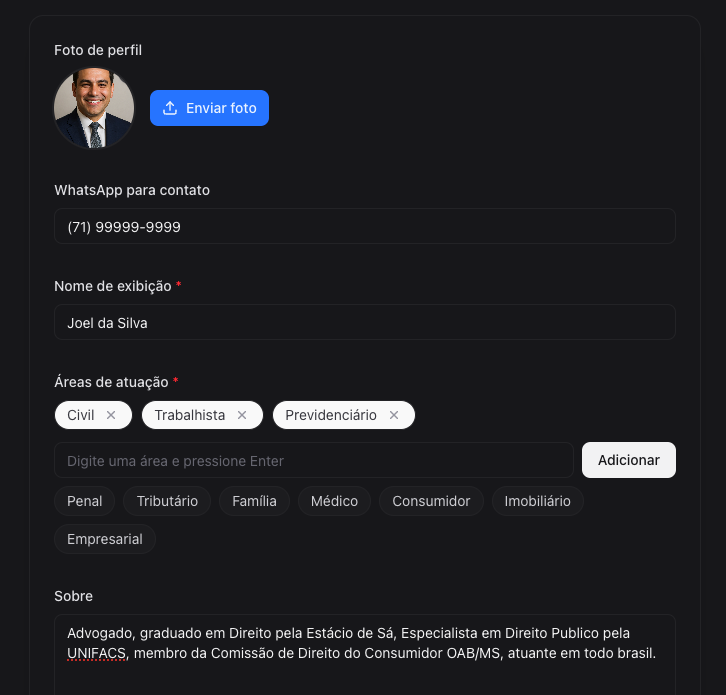 Foto de perfil
Enviar foto
WhatsApp para contato
(71) 99999-9999
Nome de exibição *
Joel da Silva
Áreas de atuação *
Civil × Trabalhista × Previdenciário ×
Digite uma área e pressione Enter Adicionar
Penal Tributário Família Médico Consumidor Imobiliário
Empresarial
Sobre
Advogado, graduado em Direito pela Estácio de Sá, Especialista em Direito Publico pela
UNIFACS, membro da Comissão de Direito do Consumidor OAB/MS, atuante em todo brasil.